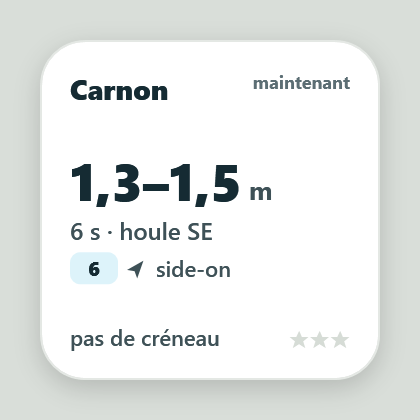 Carnon
maintenant
1,3–1,5 m
6 s · houle SE
6 side-on
pas de créneau